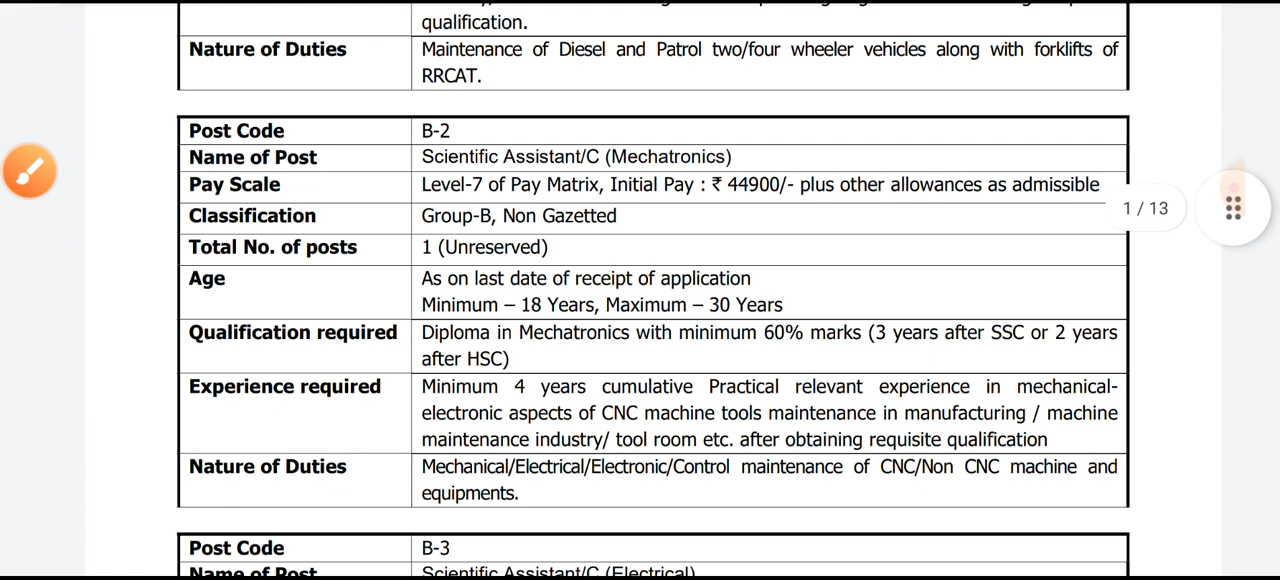 qualification.
Nature of Duties Maintenance of Diesel and Patrol two/four wheeler vehicles along with forklifts of
RRCAT.
Post Code B-2
Name of Post Scientific Assistant/C (Mechatronics)
Pay Scale Level-7 of Pay Matrix, Initial Pay : ₹ 44900/- plus other allowances as admissible
Classification Group-B, Non Gazetted
1 / 13
Total No. of posts 1 (Unreserved)
Age As on last date of receipt of application
Minimum – 18 Years, Maximum – 30 Years
Qualification required Diploma in Mechatronics with minimum 60% marks (3 years after SSC or 2 years
after HSC)
Experience required Minimum 4 years cumulative Practical relevant experience in mechanical-
electronic aspects of CNC machine tools maintenance in manufacturing / machine
maintenance industry/ tool room etc. after obtaining requisite qualification
Nature of Duties Mechanical/Electrical/Electronic/Control maintenance of CNC/Non CNC machine and
equipments.
Post Code B-3
Name of Post Scientific Assistant/C (Electrical)